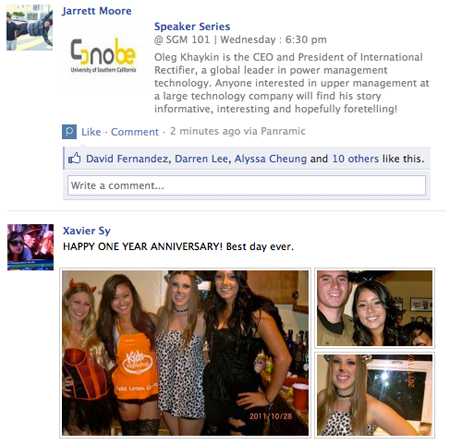 Jarrett Moore
Speaker Series
@ SGM 101 | Wednesday : 6:30 pm
Oleg Khaykin is the CEO and President of International
Rectifier, a global leader in power management
technology. Anyone interested in upper management at
a large technology company will find his story
informative, interesting and hopefully foretelling!
Gnobe
University of Southern California
Like · Comment · 2 minutes ago via Panramic
David Fernandez, Darren Lee, Alyssa Cheung and 10 others like this.
Write a comment...
Xavier Sy
HAPPY ONE YEAR ANNIVERSARY! Best day ever.
Kids
2011/10/28